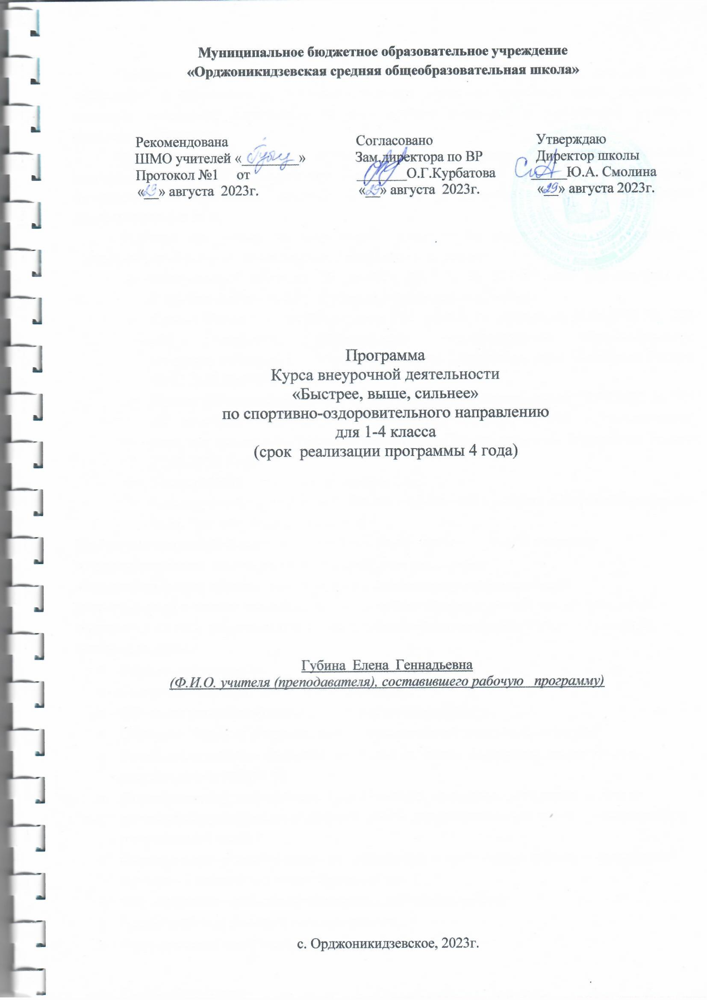 Муниципальное бюджетное образовательное учреждение
«Орджоникидзевская средняя общеобразовательная школа»
Рекомендована
ШМО учителей «________»
Протокол №1 от
«29» августа 2023г.
Согласовано
Зам.директора по ВР
_______О.Г.Курбатова
«29» августа 2023г.
Утверждаю
Директор школы
_____Ю.А. Смолина
«29» августа 2023г.
Программа
Курса внеурочной деятельности
«Быстрее, выше, сильнее»
по спортивно-оздоровительного направлению
для 1-4 класса
(срок реализации программы 4 года)
Губина Елена Геннадьевна
(Ф.И.О. учителя (преподавателя), составившего рабочую программу)
с. Орджоникидзевское, 2023г.